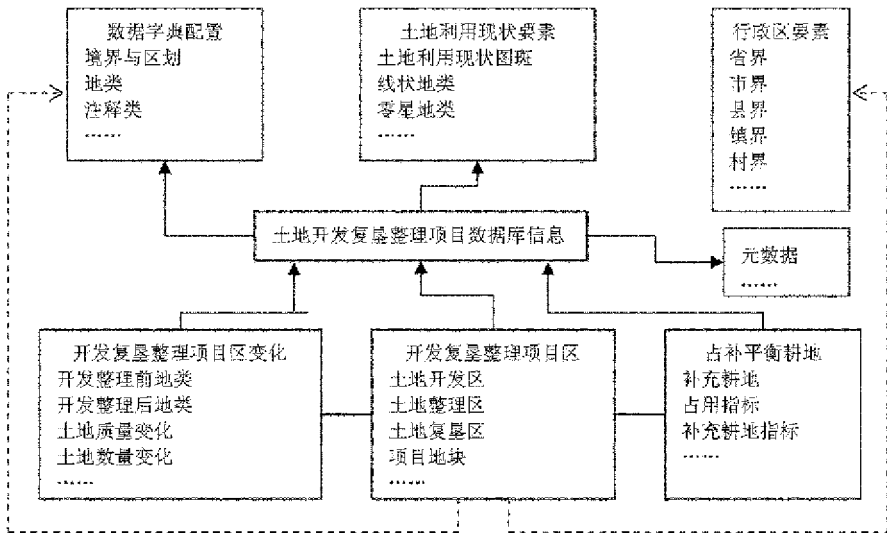 数据字典配置
境界与区划
地类
注释类
……
土地利用现状要素
土地利用现状图斑
线状地类
零星地类
……
行政区要素
省界
市界
县界
镇界
村界
……
土地开发复垦整理项目数据库信息
元数据
……
开发复垦整理项目区变化
开发整理前地类
开发整理后地类
土地质量变化
土地数量变化
……
开发复垦整理项目区
土地开发区
土地整理区
土地复垦区
项目地块
……
占补平衡耕地
补充耕地
占用指标
补充耕地指标
……